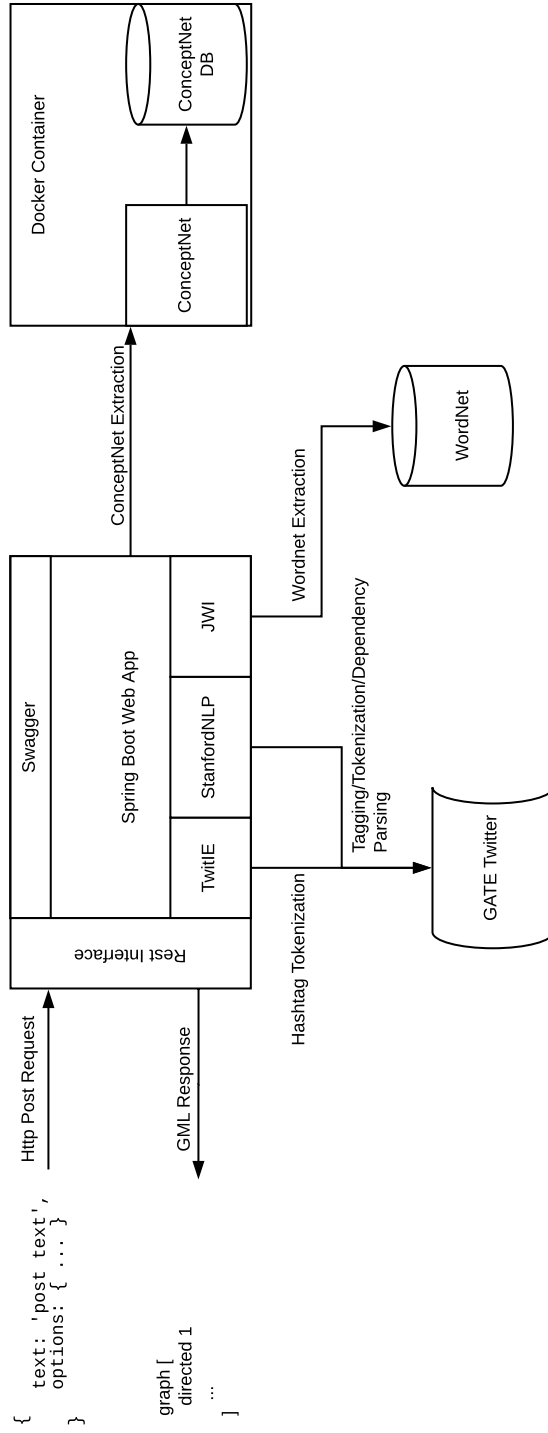 {
text: 'post text',
options: { ... }
}
Http Post Request
graph [
directed 1
...
]
GML Response
Rest Interface
Swagger
Spring Boot Web App
TwitIE
StanfordNLP
JWI
ConceptNet Extraction
Docker Container
ConceptNet
ConceptNet
DB
Wordnet Extraction
WordNet
Tagging/Tokenization/Dependency
Parsing
Hashtag Tokenization
GATE Twitter